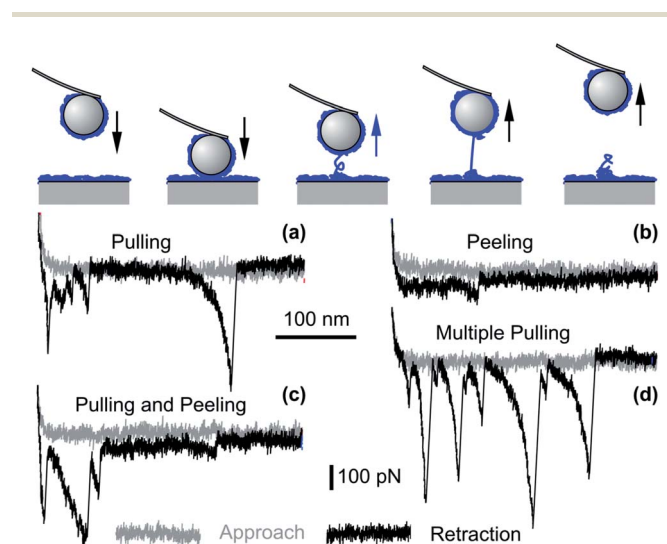 (a)
Pulling
(b)
Peeling
100 nm
Multiple Pulling
(d)
(c)
Pulling and Peeling
100 pN
Approach
Retraction